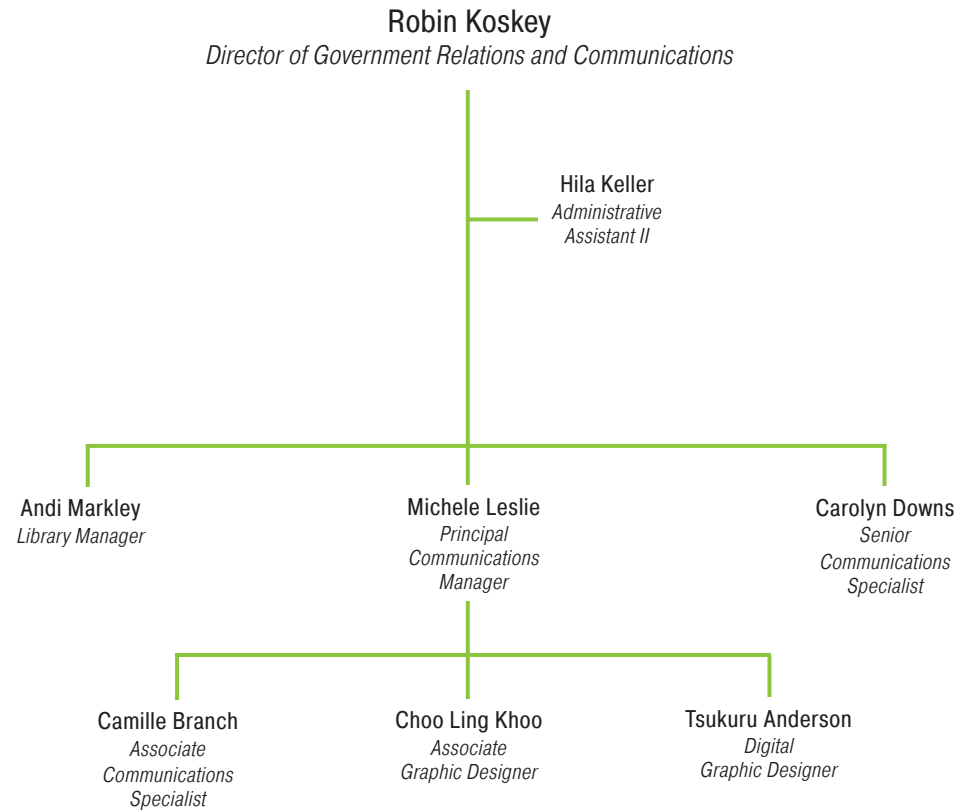 Robin Koskey
Director of Government Relations and Communications
Hila Keller
Administrative
Assistant II
Andi Markley
Library Manager
Michele Leslie
Principal
Communications
Manager
Carolyn Downs
Senior
Communications
Specialist
Camille Branch
Associate
Communications
Specialist
Choo Ling Khoo
Associate
Graphic Designer
Tsukuru Anderson
Digital
Graphic Designer